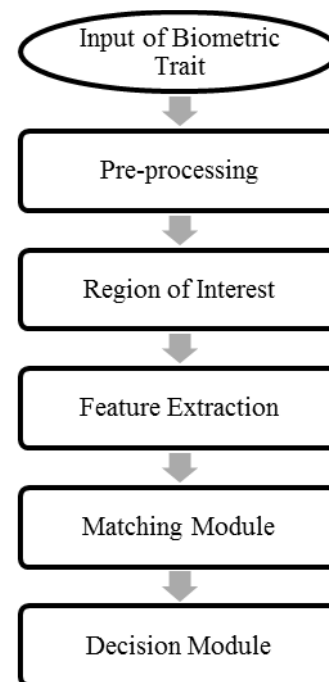 Input of Biometric
Trait
Pre-processing
Region of Interest
Feature Extraction
Matching Module
Decision Module